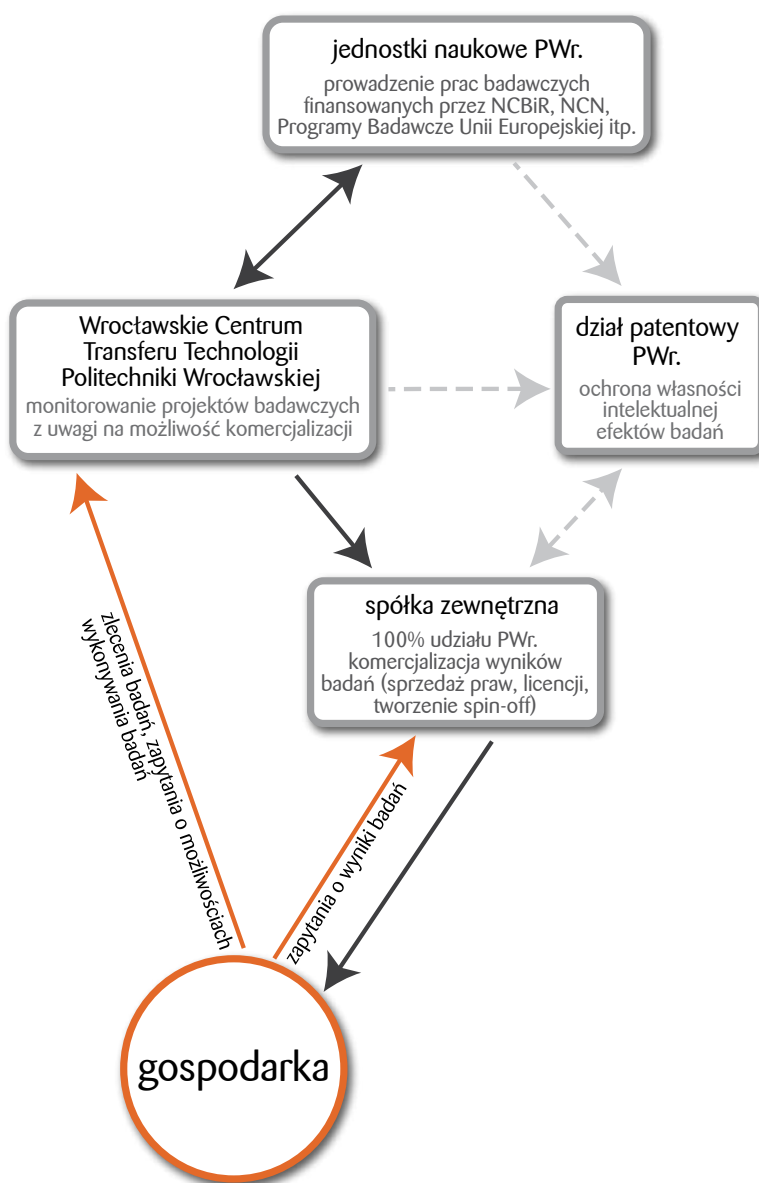 jednostki naukowe PWr.
prowadzenie prac badawczych
finansowanych przez NCBiR, NCN,
Programy Badawcze Unii Europejskiej itp.
Wrocławskie Centrum
Transferu Technologii
Politechniki Wrocławskiej
monitorowanie projektów badawczych
z uwagi na możliwość komercjalizacji
dział patentowy
PWr.
ochrona własności
intelektualnej
efektów badań
spółka zewnętrzna
100% udziału PWr.
komercjalizacja wyników
badań (sprzedaż praw, licencji,
tworzenie spin-off)
zlecenia badań, zapytania o możliwościach
wykonywania badań
zapytania o wyniki badań
gospodarka